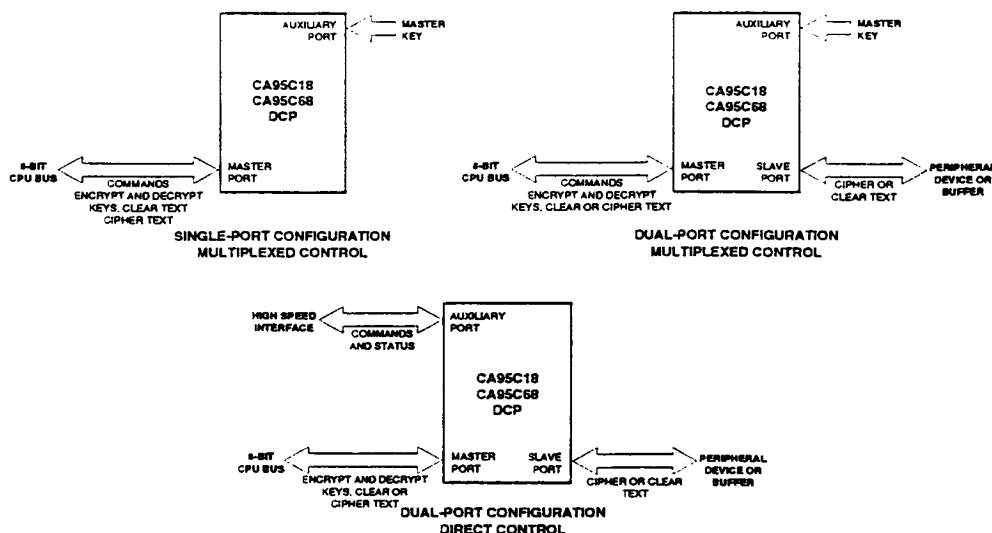 AUXILIARY
PORT
MASTER
KEY
CA95C18
CA95C68
DCP
8-BIT
CPU BUS
MASTER
PORT
COMMANDS
ENCRYPT AND DECRYPT
KEYS, CLEAR TEXT
CIPHER TEXT
SINGLE-PORT CONFIGURATION
MULTIPLEXED CONTROL
AUXILIARY
PORT
MASTER
KEY
CA95C18
CA95C68
DCP
8-BIT
CPU BUS
MASTER
PORT
SLAVE
PORT
COMMANDS
ENCRYPT AND DECRYPT
KEYS, CLEAR OR CIPHER TEXT
CIPHER OR
CLEAR TEXT
PERIPHERAL
DEVICE OR
BUFFER
DUAL-PORT CONFIGURATION
MULTIPLEXED CONTROL
HIGH SPEED
INTERFACE
COMMANDS
AND STATUS
AUXILIARY
PORT
CA95C18
CA95C68
DCP
8-BIT
CPU BUS
MASTER
PORT
SLAVE
PORT
ENCRYPT AND DECRYPT
KEYS, CLEAR OR
CIPHER TEXT
CIPHER OR CLEAR
TEXT
PERIPHERAL
DEVICE OR
BUFFER
DUAL-PORT CONFIGURATION
DIRECT CONTROL